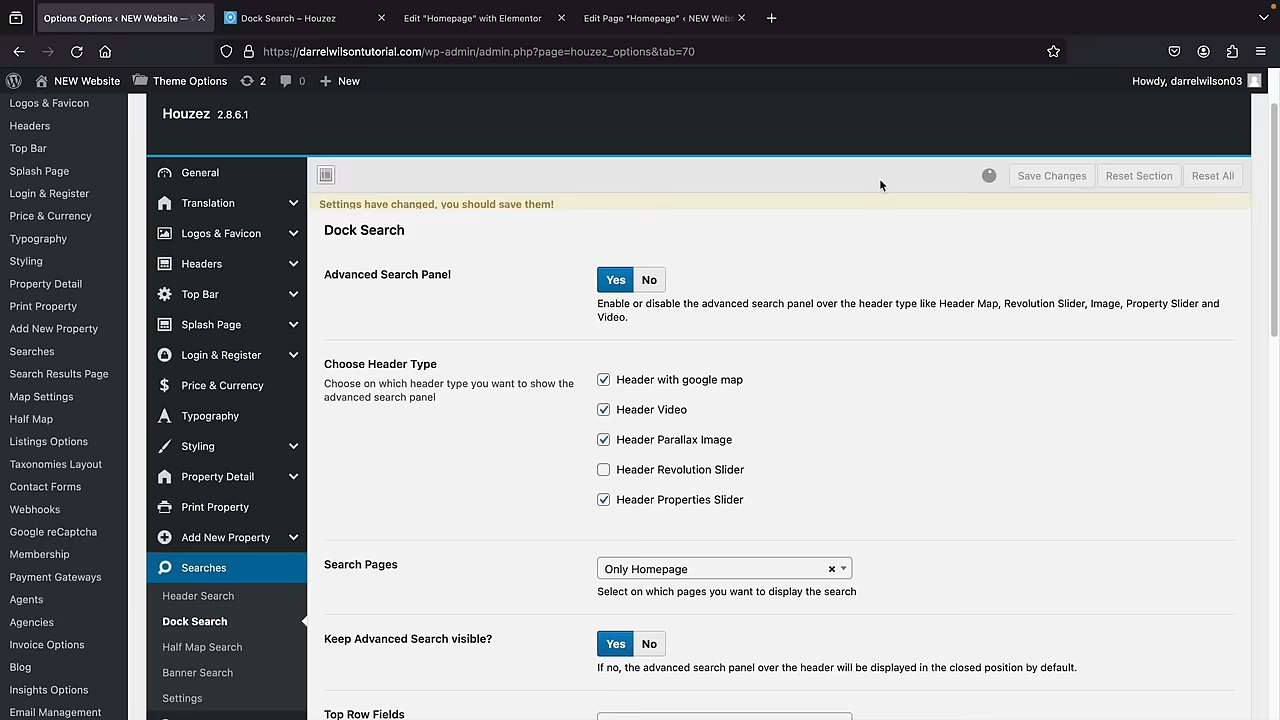 Options Options ‹ NEW Website —
Dock Search – Houzez
Edit "Homepage" with Elementor
Edit Page "Homepage" ‹ NEW Web
https://darrelwilsontutorial.com/wp-admin/admin.php?page=houzez_options&tab=70
NEW Website
Theme Options
2
0
New
Howdy, darrelwilson03
Logos & Favicon
Headers
Top Bar
Splash Page
Login & Register
Price & Currency
Typography
Styling
Property Detail
Print Property
Add New Property
Searches
Search Results Page
Map Settings
Half Map
Listings Options
Taxonomies Layout
Contact Forms
Webhooks
Google reCaptcha
Membership
Payment Gateways
Agents
Agencies
Invoice Options
Blog
Insights Options
Email Management
Houzez 2.8.6.1
General
Translation
Logos & Favicon
Headers
Top Bar
Splash Page
Login & Register
Price & Currency
Typography
Styling
Property Detail
Print Property
Add New Property
Searches
Header Search
Dock Search
Half Map Search
Banner Search
Settings
Save Changes
Reset Section
Reset All
Settings have changed, you should save them!
Dock Search
Advanced Search Panel
Yes No
Enable or disable the advanced search panel over the header type like Header Map, Revolution Slider, Image, Property Slider and
Video.
Choose Header Type
Choose on which header type you want to show the
advanced search panel
Header with google map
Header Video
Header Parallax Image
Header Revolution Slider
Header Properties Slider
Search Pages
Only Homepage
Select on which pages you want to display the search
Keep Advanced Search visible?
Yes No
If no, the advanced search panel over the header will be displayed in the closed position by default.
Top Row Fields